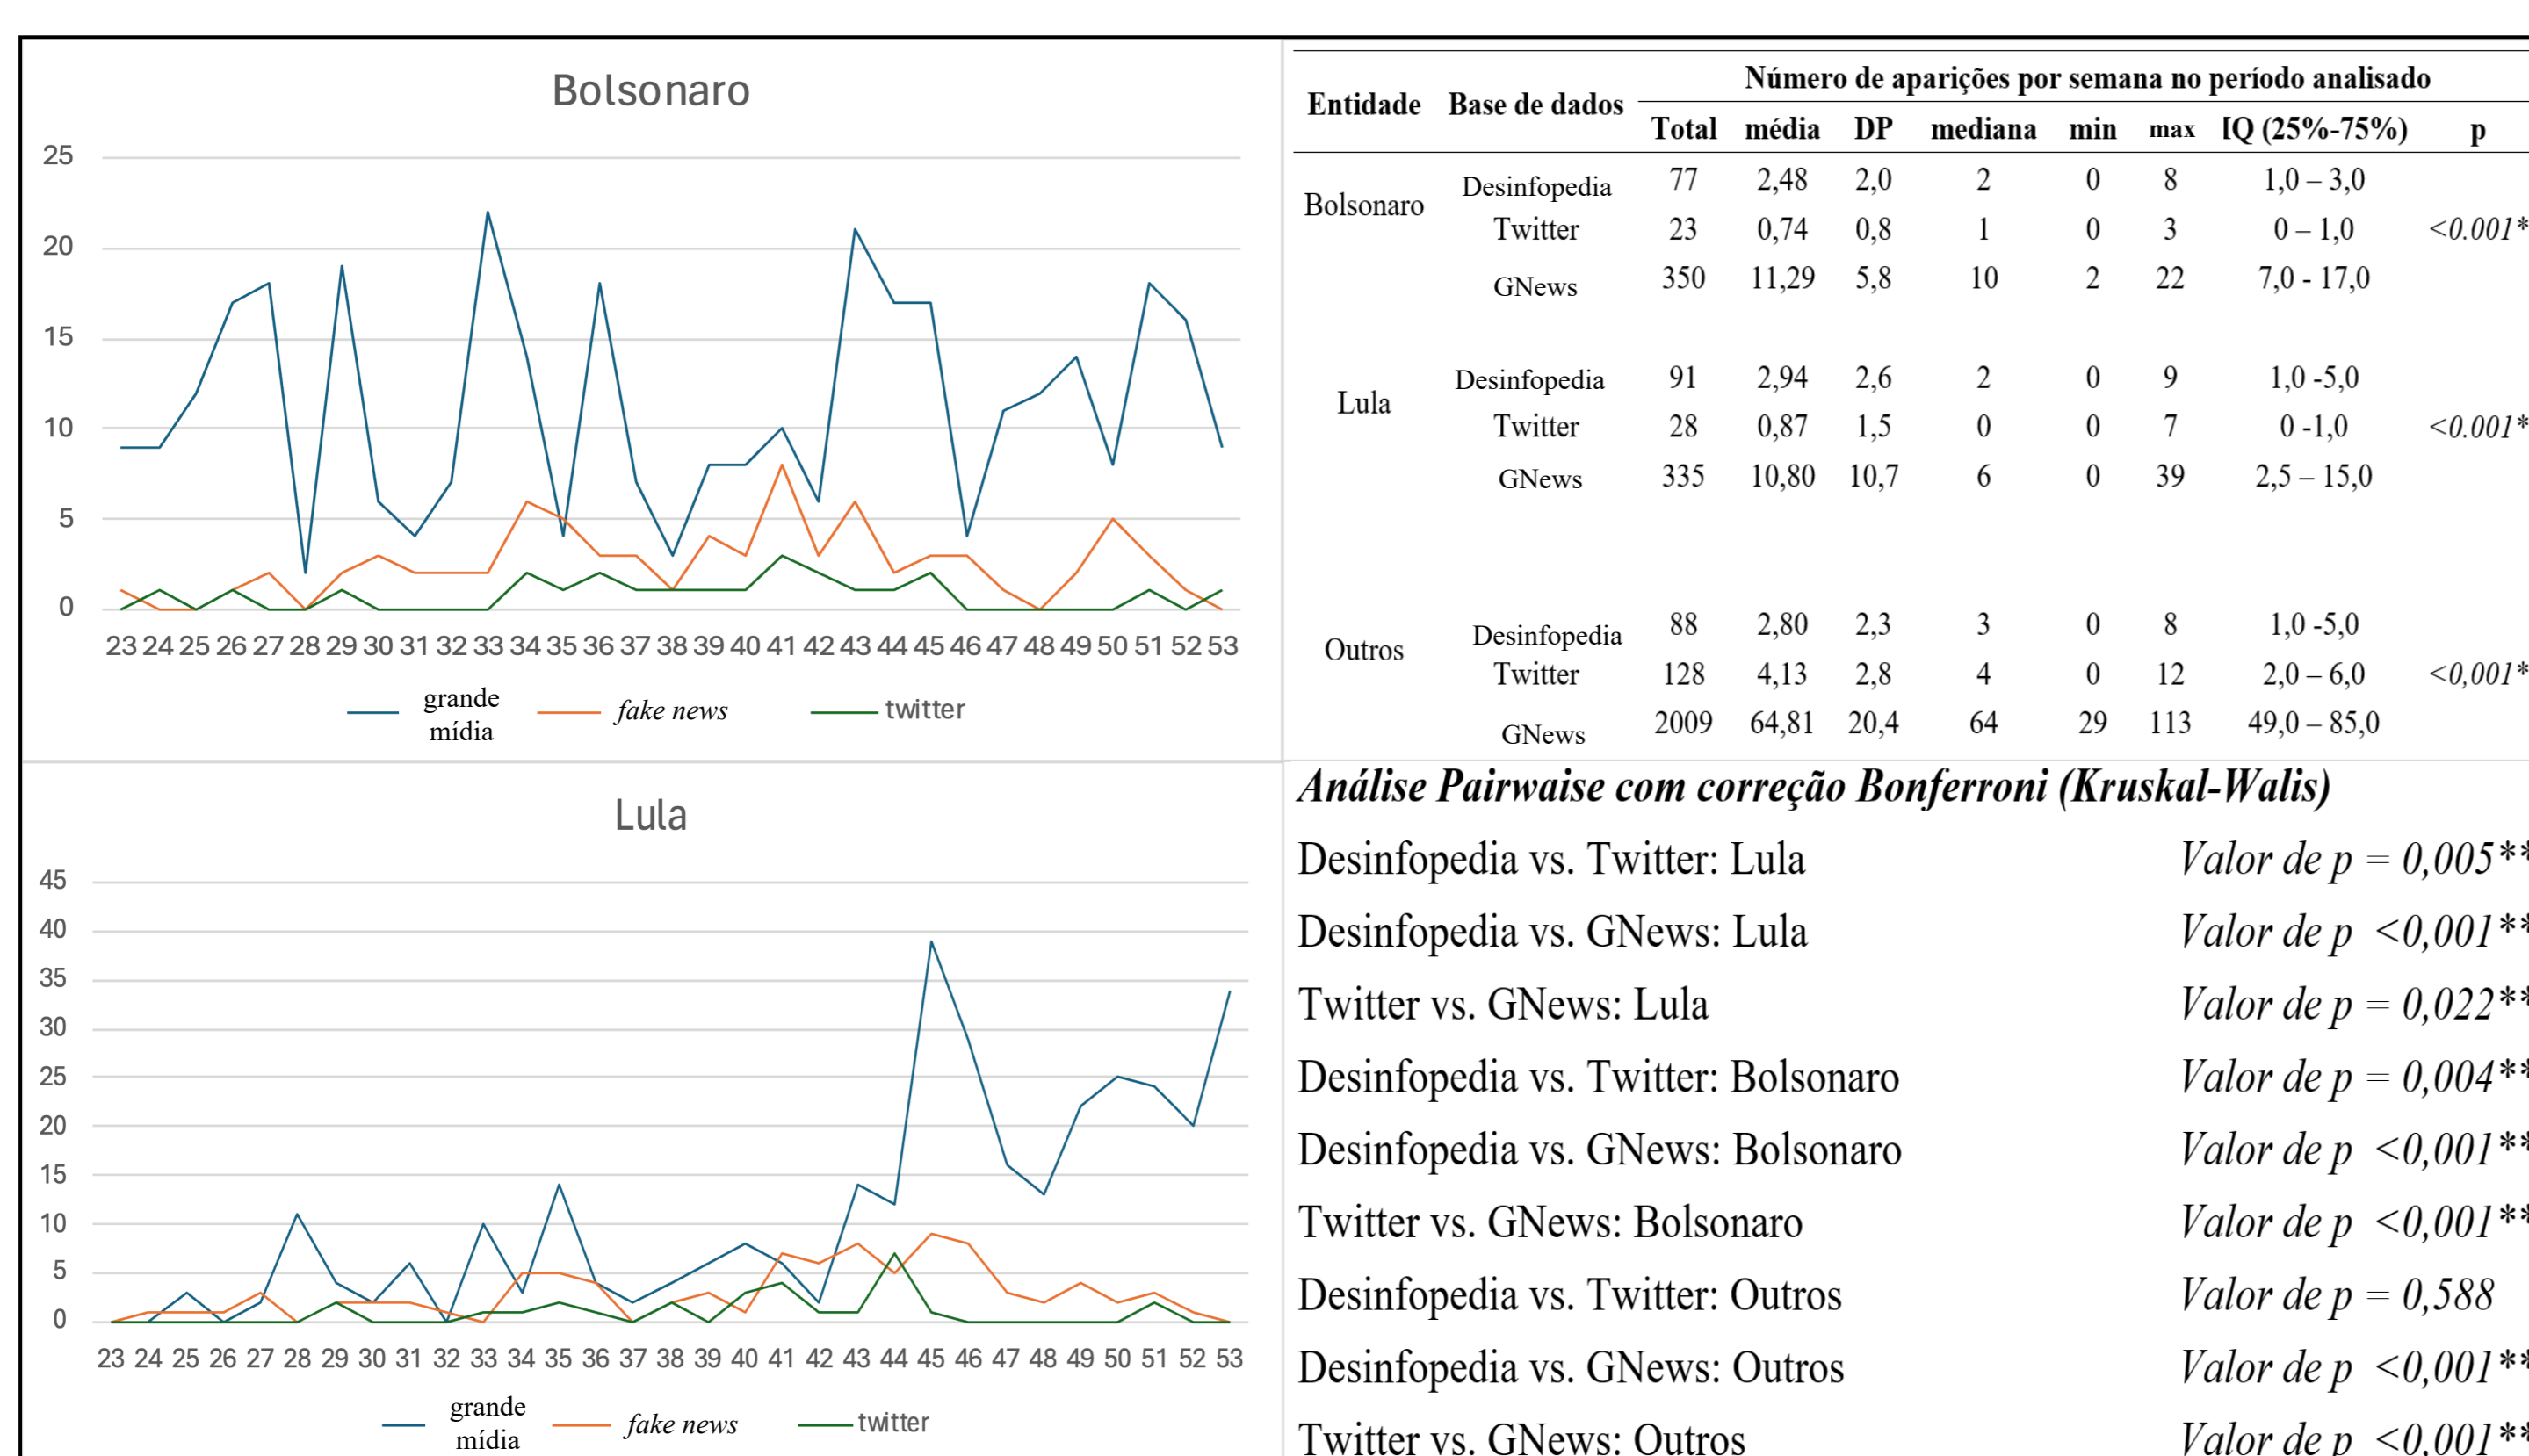 Bolsonaro
25
20
15
10
5
0
23 24 25 26 27 28 29 30 31 32 33 34 35 36 37 38 39 40 41 42 43 44 45 46 47 48 49 50 51 52 53
grande mídia fake news twitter
Entidade Base de dados Número de aparições por semana no período analisado
Total média DP mediana min max IQ (25%-75%) p
Bolsonaro
Desinfopedia 77 2,48 2,0 2 0 8 1,0 – 3,0
Twitter 23 0,74 0,8 1 0 3 0 – 1,0 <0.001*
GNews 350 11,29 5,8 10 2 22 7,0 - 17,0
Lula
Desinfopedia 91 2,94 2,6 2 0 9 1,0 -5,0
Twitter 28 0,87 1,5 0 0 7 0 -1,0 <0.001*
GNews 335 10,80 10,7 6 0 39 2,5 – 15,0
Outros
Desinfopedia 88 2,80 2,3 3 0 8 1,0 -5,0
Twitter 128 4,13 2,8 4 0 12 2,0 – 6,0 <0,001*
GNews 2009 64,81 20,4 64 29 113 49,0 – 85,0
Lula
45
40
35
30
25
20
15
10
5
0
23 24 25 26 27 28 29 30 31 32 33 34 35 36 37 38 39 40 41 42 43 44 45 46 47 48 49 50 51 52 53
grande mídia fake news twitter
Análise Pairwaise com correção Bonferroni (Kruskal-Walis)
Desinfopedia vs. Twitter: Lula Valor de p = 0,005**
Desinfopedia vs. GNews: Lula Valor de p <0,001**
Twitter vs. GNews: Lula Valor de p = 0,022**
Desinfopedia vs. Twitter: Bolsonaro Valor de p = 0,004**
Desinfopedia vs. GNews: Bolsonaro Valor de p <0,001**
Twitter vs. GNews: Bolsonaro Valor de p <0,001**
Desinfopedia vs. Twitter: Outros Valor de p = 0,588
Desinfopedia vs. GNews: Outros Valor de p <0,001**
Twitter vs. GNews: Outros Valor de p <0,001**